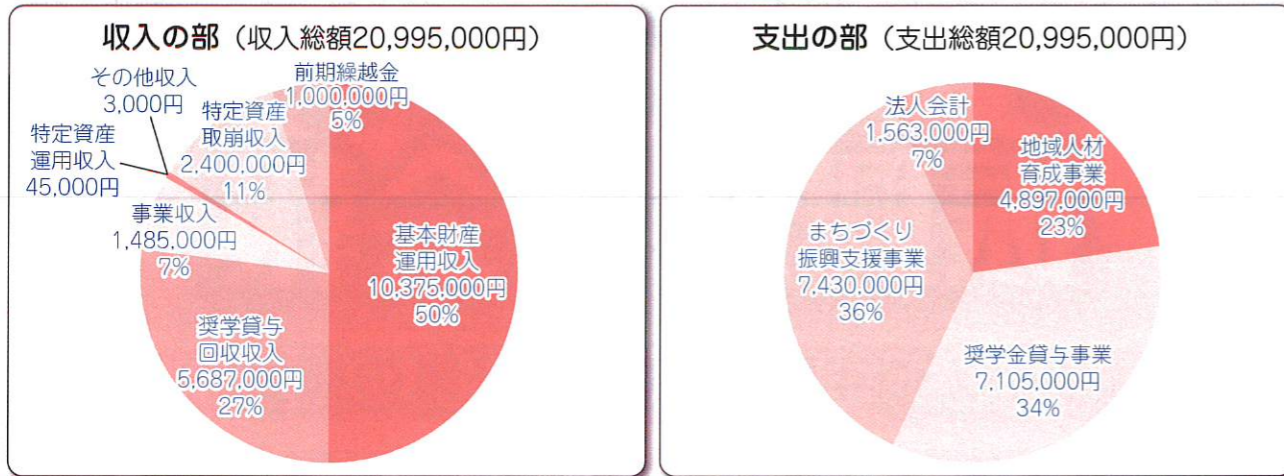 収入の部（収入総額20,995,000円）
その他収入
3,000円
特定資産
運用収入
45,000円
前期繰越金
1,000,000円
5%
特定資産
取崩収入
2,400,000円
11%
事業収入
1,485,000円
7%
基本財産
運用収入
10,375,000円
50%
奨学貸与
回収収入
5,687,000円
27%
支出の部（支出総額20,995,000円）
法人会計
1,563,000円
7%
地域人材
育成事業
4,897,000円
23%
まちづくり
振興支援事業
7,430,000円
36%
奨学金貸与事業
7,105,000円
34%